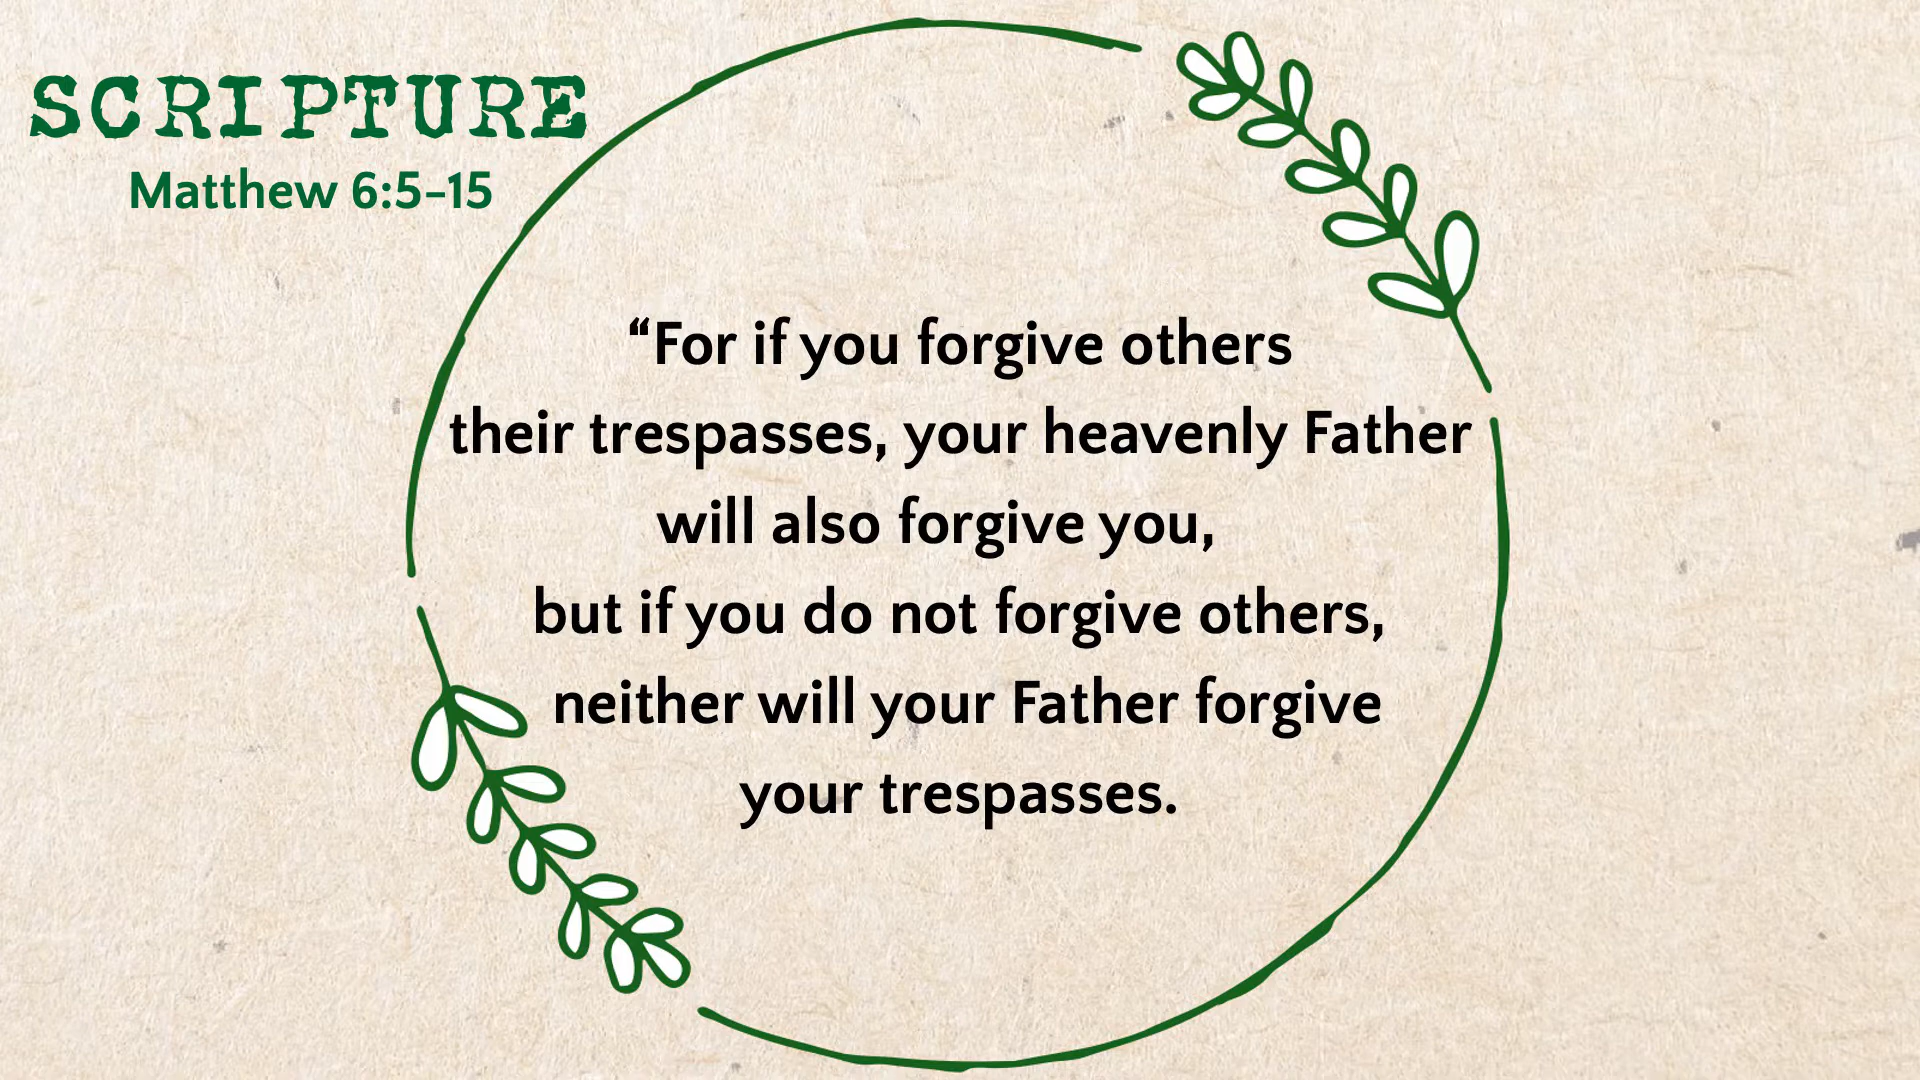 SCRIPTURE
Matthew 6:5-15
“For if you forgive others
their trespasses, your heavenly Father
will also forgive you,
but if you do not forgive others,
neither will your Father forgive
your trespasses.